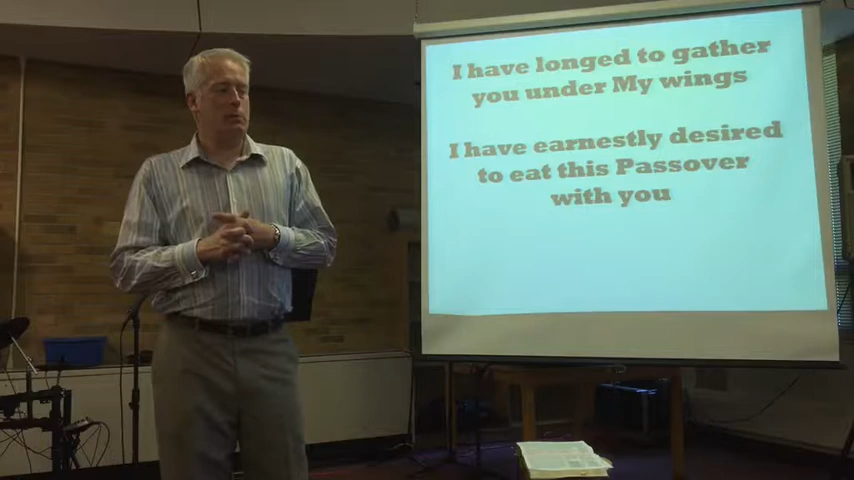 I have longed to gather
you under My wings
I have earnestly desired
to eat this Passover
with you